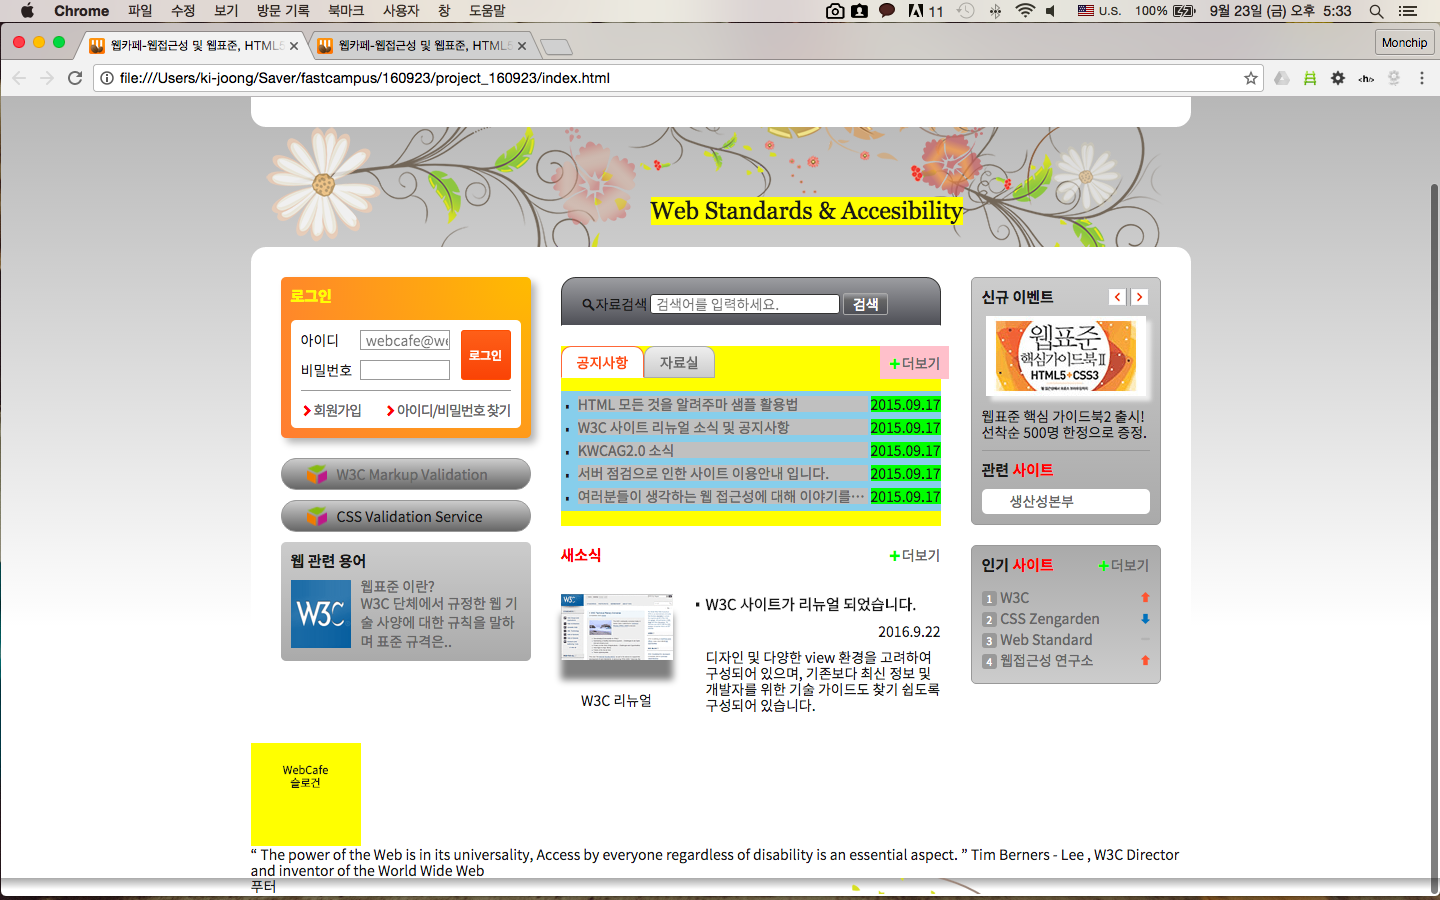 Chrome 파일 수정 보기 방문 기록 북마크 사용자 창 도움말 11 U.S. 100% 9월 23일 (금) 오후 5:33
웹카페-웹접근성 및 웹표준, HTML5 웹카페-웹접근성 및 웹표준, HTML5 Monchip
file:///Users/ki-joong/Saver/fastcampus/160923/project_160923/index.html <h/>
Web Standards & Accesibility
로그인
아이디 webcafe@we
비밀번호
로그인
회원가입 아이디/비밀번호 찾기
W3C Markup Validation
CSS Validation Service
웹 관련 용어
W3C
웹표준 이란?
W3C 단체에서 규정한 웹 기
술 사양에 대한 규칙을 말하
며 표준 규격은..
자료검색 검색어를 입력하세요. 검색
공지사항 자료실 +더보기
HTML 모든 것을 알려주마 샘플 활용법 2015.09.17
W3C 사이트 리뉴얼 소식 및 공지사항 2015.09.17
KWCAG2.0 소식 2015.09.17
서버 점검으로 인한 사이트 이용안내 입니다. 2015.09.17
여러분들이 생각하는 웹 접근성에 대해 이야기를… 2015.09.17
새소식 +더보기
W3C
W3C 리뉴얼
W3C 사이트가 리뉴얼 되었습니다.
2016.9.22
디자인 및 다양한 view 환경을 고려하여
구성되어 있으며, 기존보다 최신 정보 및
개발자를 위한 기술 가이드도 찾기 쉽도록
구성되어 있습니다.
신규 이벤트
웹표준
핵심가이드북II
HTML5+CSS3
웹표준 핵심 가이드북2 출시!
선착순 500명 한정으로 증정.
관련 사이트
생산성본부
인기 사이트 +더보기
1 W3C
2 CSS Zengarden
3 Web Standard
4 웹접근성 연구소
WebCafe
슬로건
“ The power of the Web is in its universality, Access by everyone regardless of disability is an essential aspect. ” Tim Berners - Lee , W3C Director
and inventor of the World Wide Web
푸터